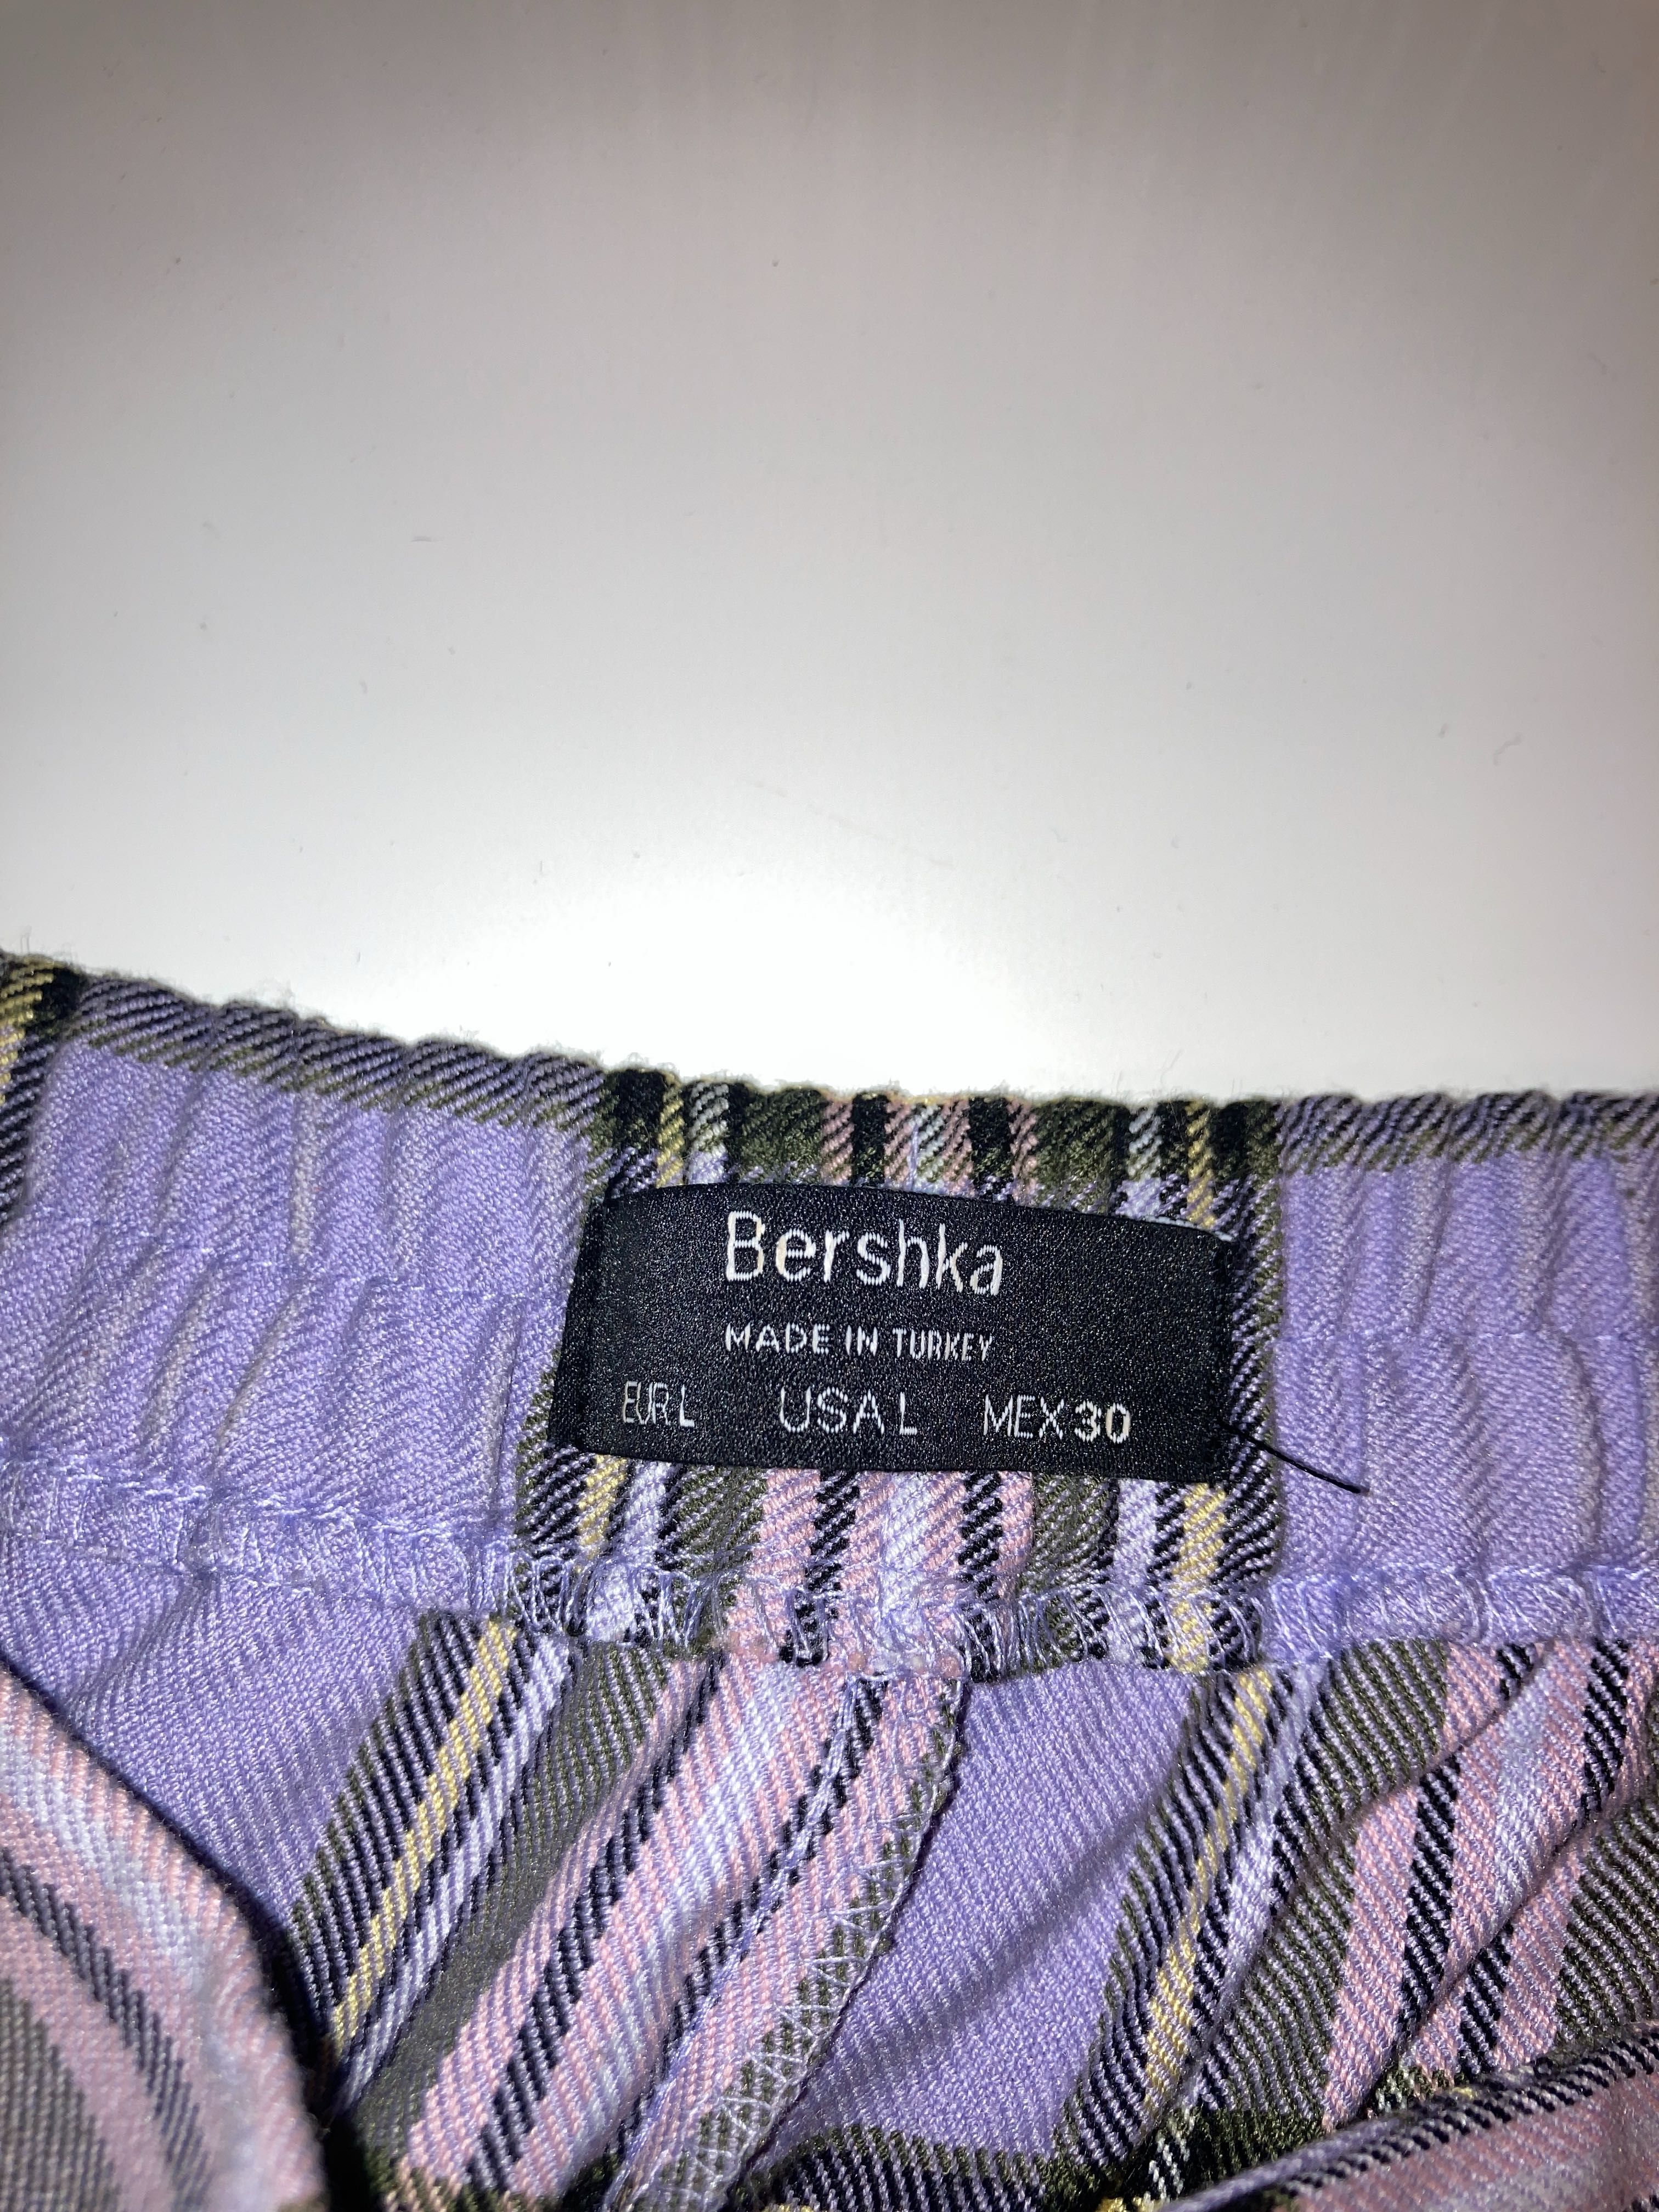 Bershka
MADE IN TURKEY
EUR L USA L MEX 30